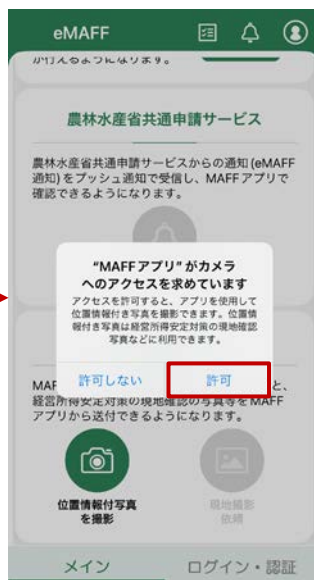 eMAFF
が行えるようになります。
農林水産省共通申請サービス
農林水産省共通申請サービスからの通知(eMAFF
通知)をプッシュ通知で受信し、MAFFアプリで
確認できるようになります。
"MAFFアプリ"がカメラ
へのアクセスを
求めています
アクセスを許可すると、アプリを使用して
位置情報付き写真を撮影できます。位置情
報付き写真は経営所得安定対策の現地確認
写真などに利用できます。
許可しない
許可
MAF
と、
経営所得安定対策の現地確認の写真等をMAFF
アプリから送付できるようになります。
位置情報付写真
を撮影
現地撮影
依頼
メイン
ログイン・認証